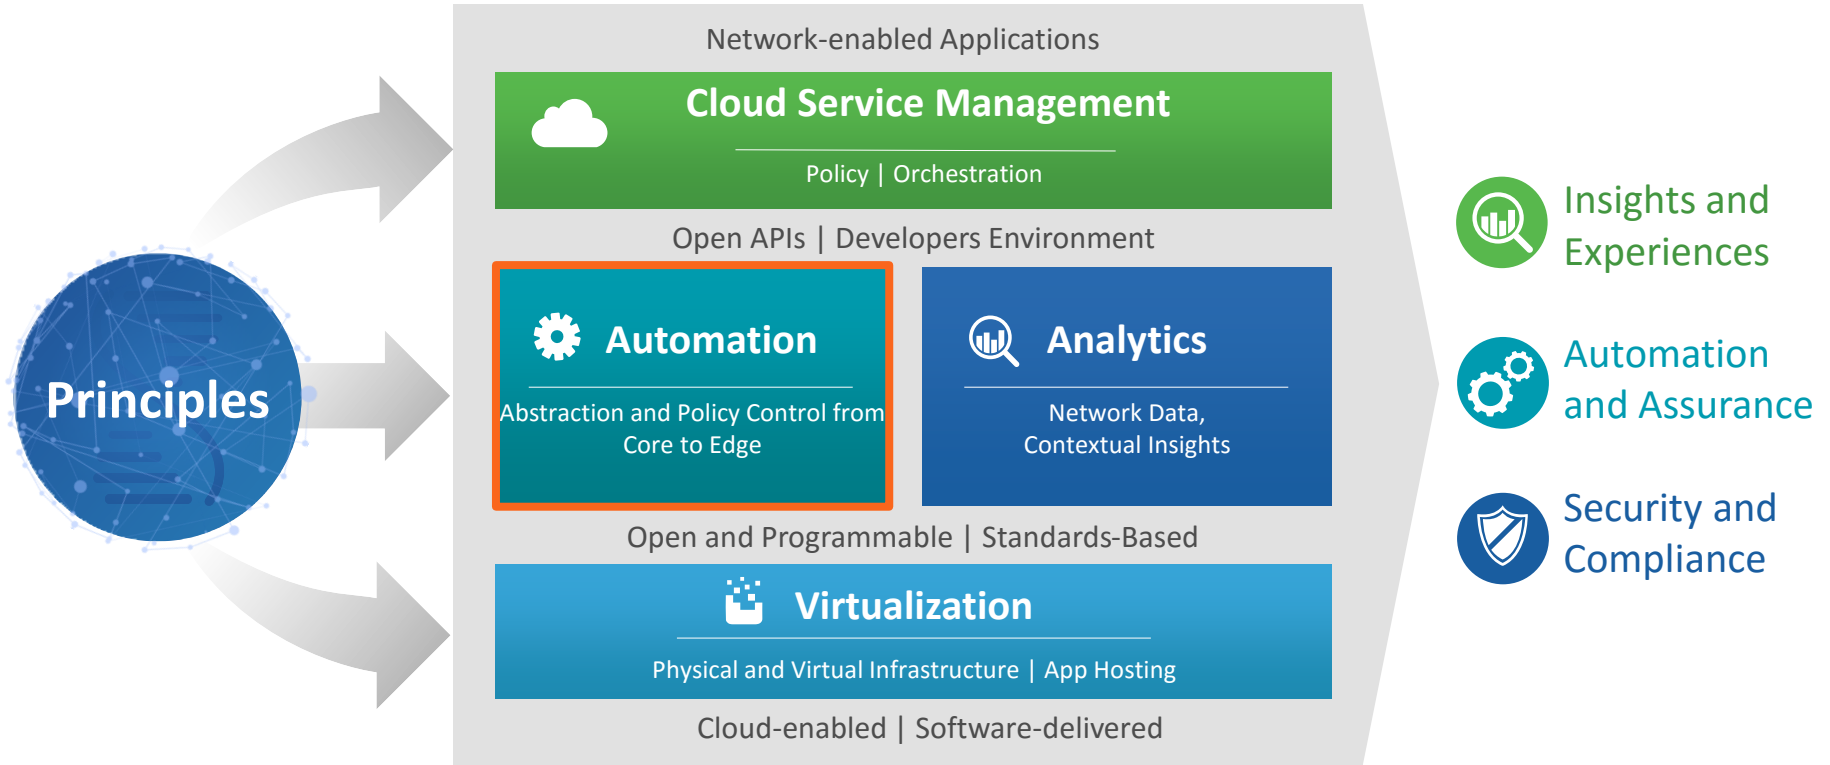 Network-enabled Applications
Cloud Service Management
Policy | Orchestration
Open APIs | Developers Environment
Principles
Automation
Abstraction and Policy Control from
Core to Edge
Analytics
Network Data,
Contextual Insights
Open and Programmable | Standards-Based
Virtualization
Physical and Virtual Infrastructure | App Hosting
Cloud-enabled | Software-delivered
Insights and
Experiences
Automation
and Assurance
Security and
Compliance